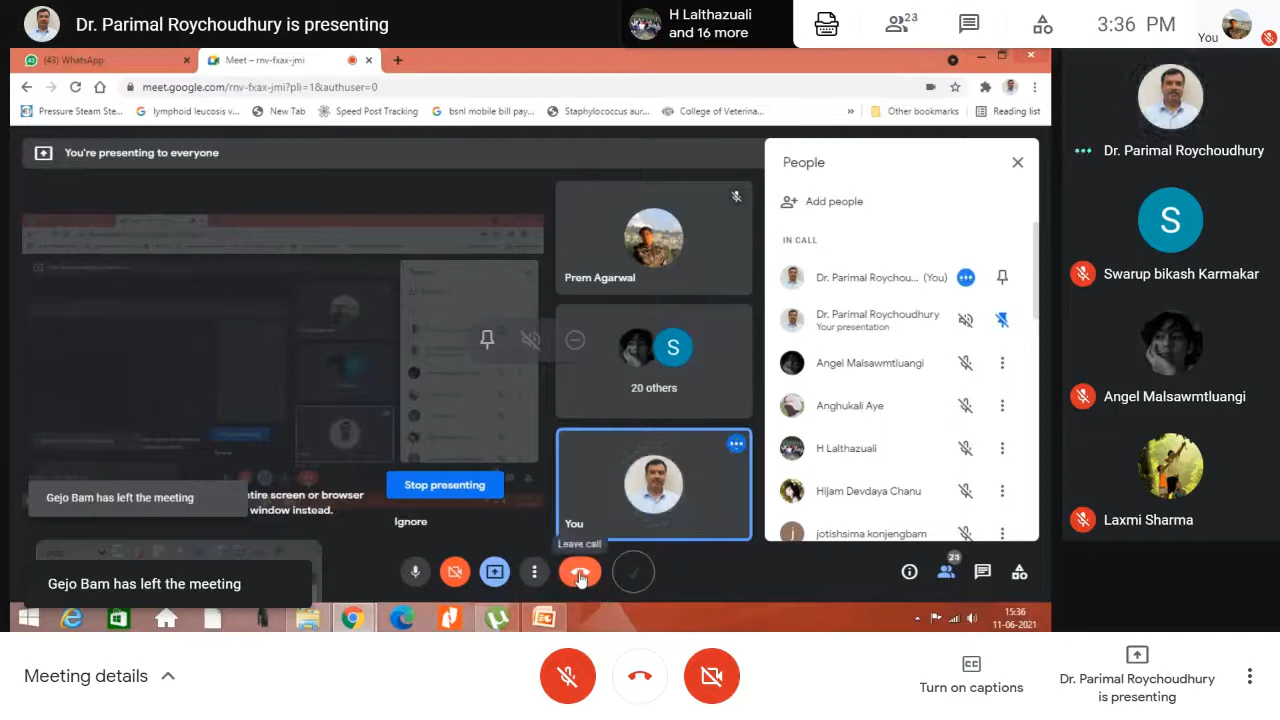 Dr. Parimal Roychoudhury is presenting
H Lalthazuali
and 16 more
23
3:36 PM
You
(43) WhatsApp
Meet – rnv-fxax-jmi
meet.google.com/rnv-fxax-jmi?pli=1&authuser=0
Pressure Steam Ste...
lymphoid leucosis v...
New Tab
Speed Post Tracking
bsnl mobile bill pay...
Staphylococcus aur...
College of Veterina...
»
Other bookmarks
Reading list
You're presenting to everyone
Prem Agarwal
S
20 others
You
Leave call
Gejo Bam has left the meeting
tire screen or browser
window instead.
Stop presenting
Ignore
People
Add people
IN CALL
Dr. Parimal Roychou... (You)
Dr. Parimal Roychoudhury
Your presentation
Angel Malsawmtluangi
Anghukali Aye
H Lalthazuali
Hijam Devdaya Chanu
jotishsima konjengbam
23
Gejo Bam has left the meeting
15:36
11-06-2021
Dr. Parimal Roychoudhury
S
Swarup bikash Karmakar
Angel Malsawmtluangi
Laxmi Sharma
Meeting details
Turn on captions
Dr. Parimal Roychoudhury
is presenting